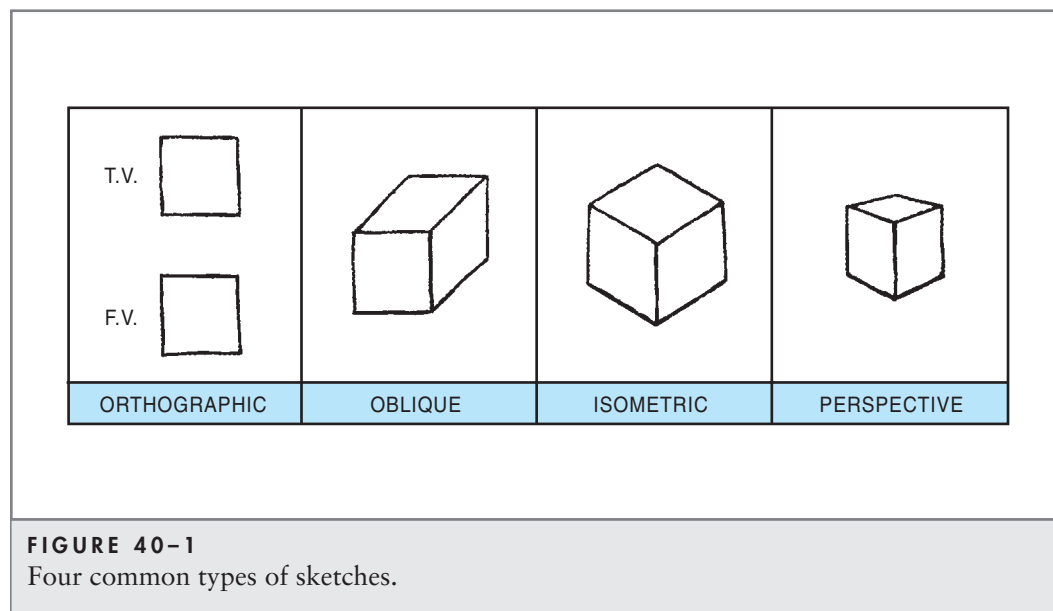 T.V.
F.V.
ORTHOGRAPHIC OBLIQUE ISOMETRIC PERSPECTIVE
FIGURE 40–1
Four common types of sketches.